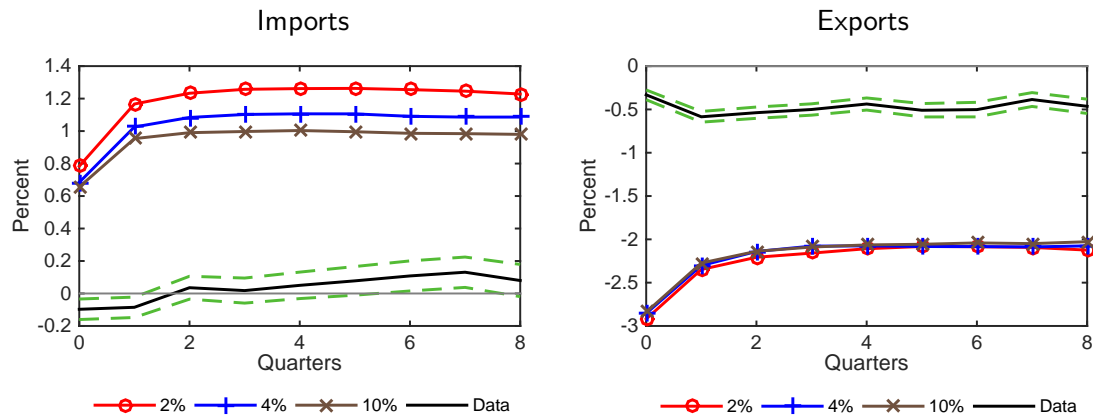 Imports
1.4
1.2
1
0.8
0.6
0.4
0.2
0
-0.2
Percent
0 2 4 6 8
Quarters
2% 4% 10% Data
Exports
0
-0.5
-1
-1.5
-2
-2.5
-3
Percent
0 2 4 6 8
Quarters
2% 4% 10% Data